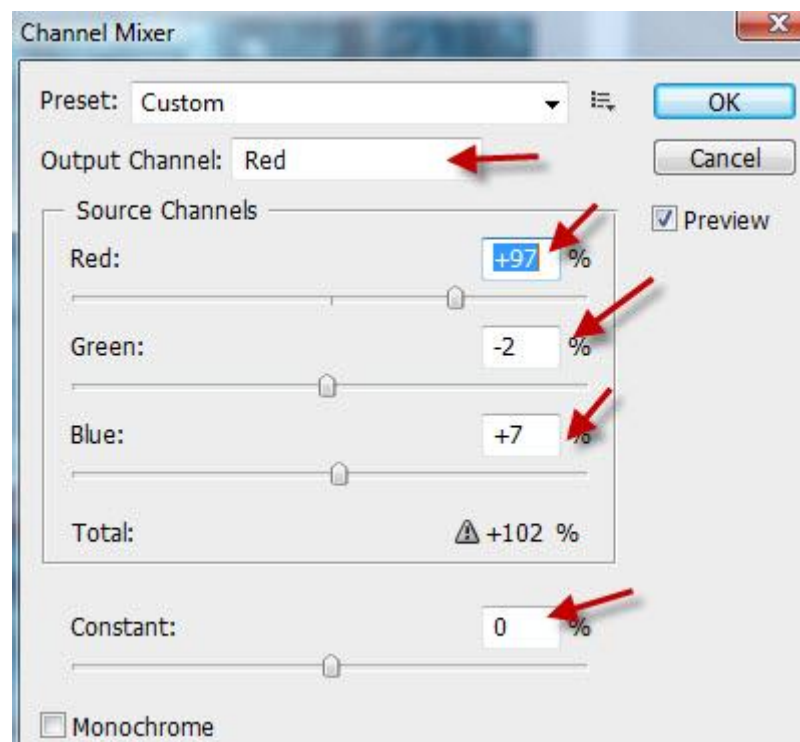 Channel Mixer
Preset: Custom
OK
Output Channel: Red
Cancel
Source Channels
Preview
Red: +97 %
Green: -2 %
Blue: +7 %
Total: +102 %
Constant: 0 %
Monochrome